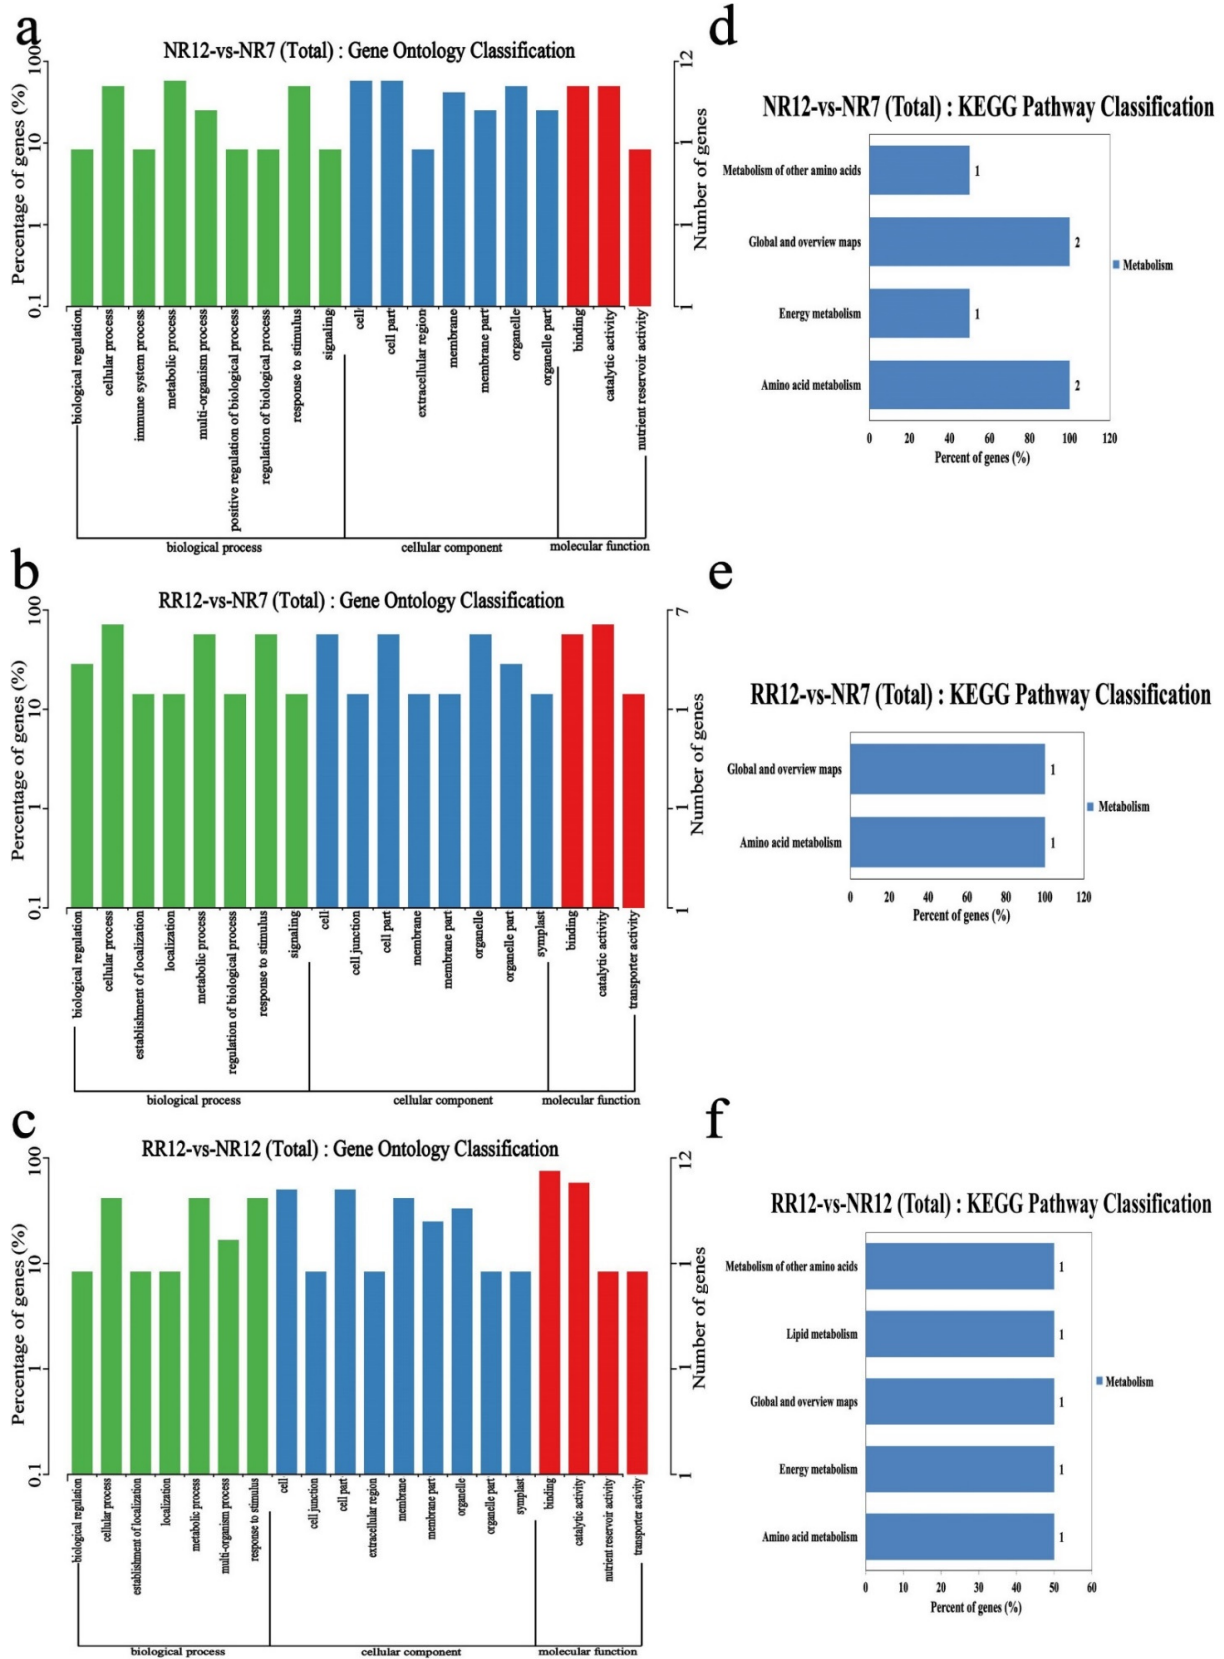 a
NR12-vs-NR7 (Total) : Gene Ontology Classification
Percentage of genes (%)
100
10
1
0.1
Number of genes
12
1
1
1
biological regulation
cellular process
immune system process
metabolic process
multi-organism process
positive regulation of biological process
regulation of biological process
response to stimulus
signaling
cell
cell part
extracellular region
membrane
membrane part
organelle
organelle part
binding
catalytic activity
nutrient reservoir activity
biological process
cellular component
molecular function
d
NR12-vs-NR7 (Total) : KEGG Pathway Classification
Metabolism of other amino acids 1
Global and overview maps 2
Energy metabolism 1
Amino acid metabolism 2
Metabolism
0 20 40 60 80 100 120
Percent of genes (%)
b
RR12-vs-NR7 (Total) : Gene Ontology Classification
Percentage of genes (%)
100
10
1
0.1
Number of genes
7
1
1
1
biological regulation
cellular process
establishment of localization
localization
metabolic process
regulation of biological process
response to stimulus
signaling
cell
cell junction
cell part
membrane
membrane part
organelle
organelle part
symplast
binding
catalytic activity
transporter activity
biological process
cellular component
molecular function
e
RR12-vs-NR7 (Total) : KEGG Pathway Classification
Global and overview maps 1
Amino acid metabolism 1
Metabolism
0 20 40 60 80 100 120
Percent of genes (%)
c
RR12-vs-NR12 (Total) : Gene Ontology Classification
Percentage of genes (%)
100
10
1
0.1
Number of genes
12
1
1
1
biological regulation
cellular process
establishment of localization
localization
metabolic process
multi-organism process
response to stimulus
cell
cell junction
cell part
extracellular region
membrane
membrane part
organelle
organelle part
symplast
binding
catalytic activity
nutrient reservoir activity
transporter activity
biological process
cellular component
molecular function
f
RR12-vs-NR12 (Total) : KEGG Pathway Classification
Metabolism of other amino acids 1
Lipid metabolism 1
Global and overview maps 1
Energy metabolism 1
Amino acid metabolism 1
Metabolism
0 10 20 30 40 50 60
Percent of genes (%)